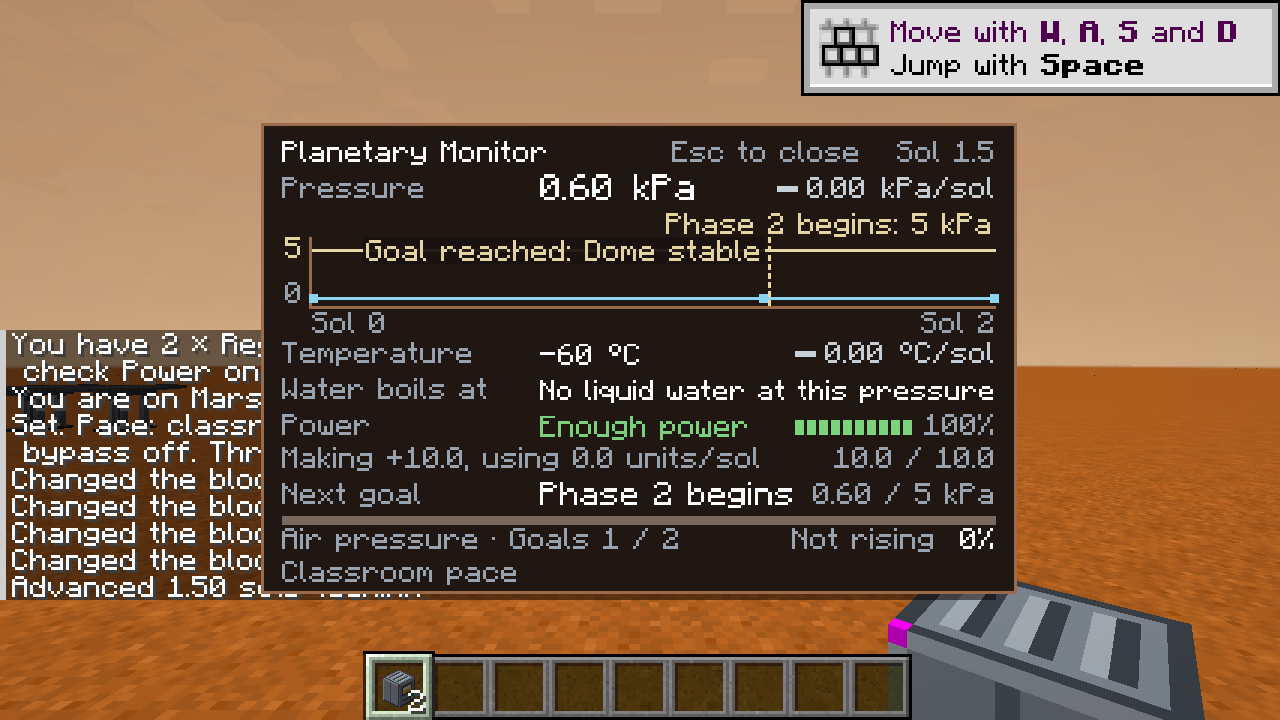 Move with W, A, S and D
Jump with Space
Planetary Monitor Esc to close Sol 1.5
Pressure 0.60 kPa 0.00 kPa/sol
Phase 2 begins: 5 kPa
5 Goal reached: Dome stable
0
Sol 0 Sol 2
Temperature -60 °C 0.00 °C/sol
Water boils at No liquid water at this pressure
Power Enough power 100%
Making +10.0, using 0.0 units/sol 10.0 / 10.0
Next goal Phase 2 begins 0.60 / 5 kPa
Air pressure · Goals 1 / 2 Not rising 0%
Classroom pace
You have 2 ×
check Power on
You are on Mars
Set. Pace:
bypass off.
Changed the
Changed the
Changed the
Changed the
Advanced 1.50
2